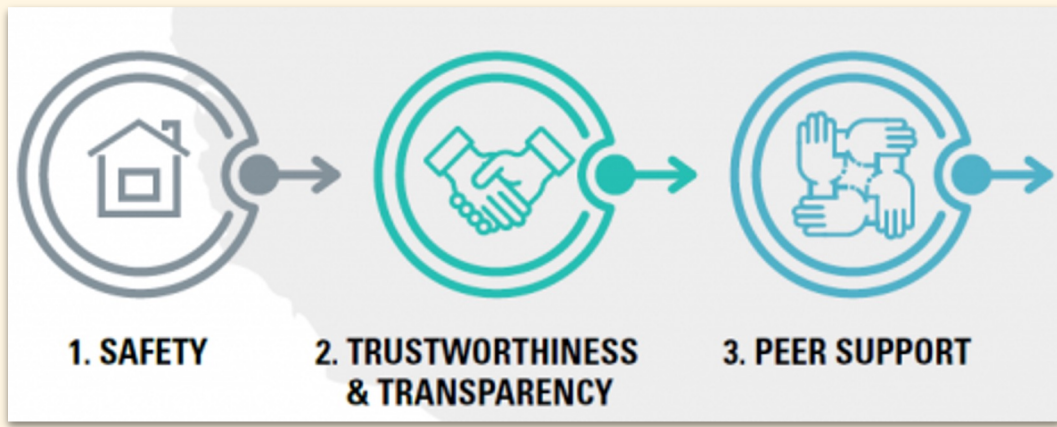 1. SAFETY
2. TRUSTWORTHINESS
& TRANSPARENCY
3. PEER SUPPORT